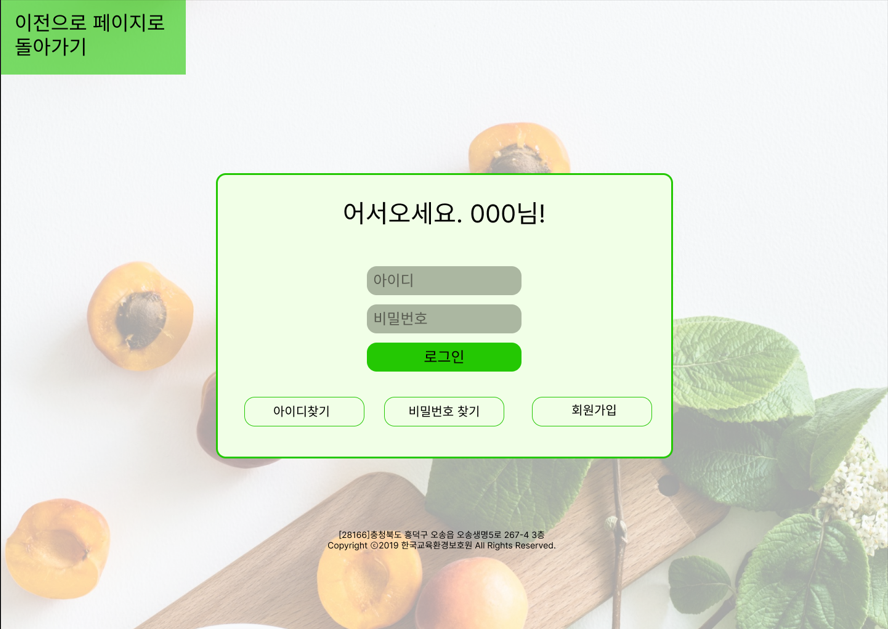 이전으로 페이지로
돌아가기
어서오세요. 000님!
아이디
비밀번호
로그인
아이디찾기
비밀번호 찾기
회원가입
[28166]충청북도 흥덕구 오송읍 오송생명5로 267-4 3층
Copyright ⓒ2019 한국교육환경보호원 All Rights Reserved.